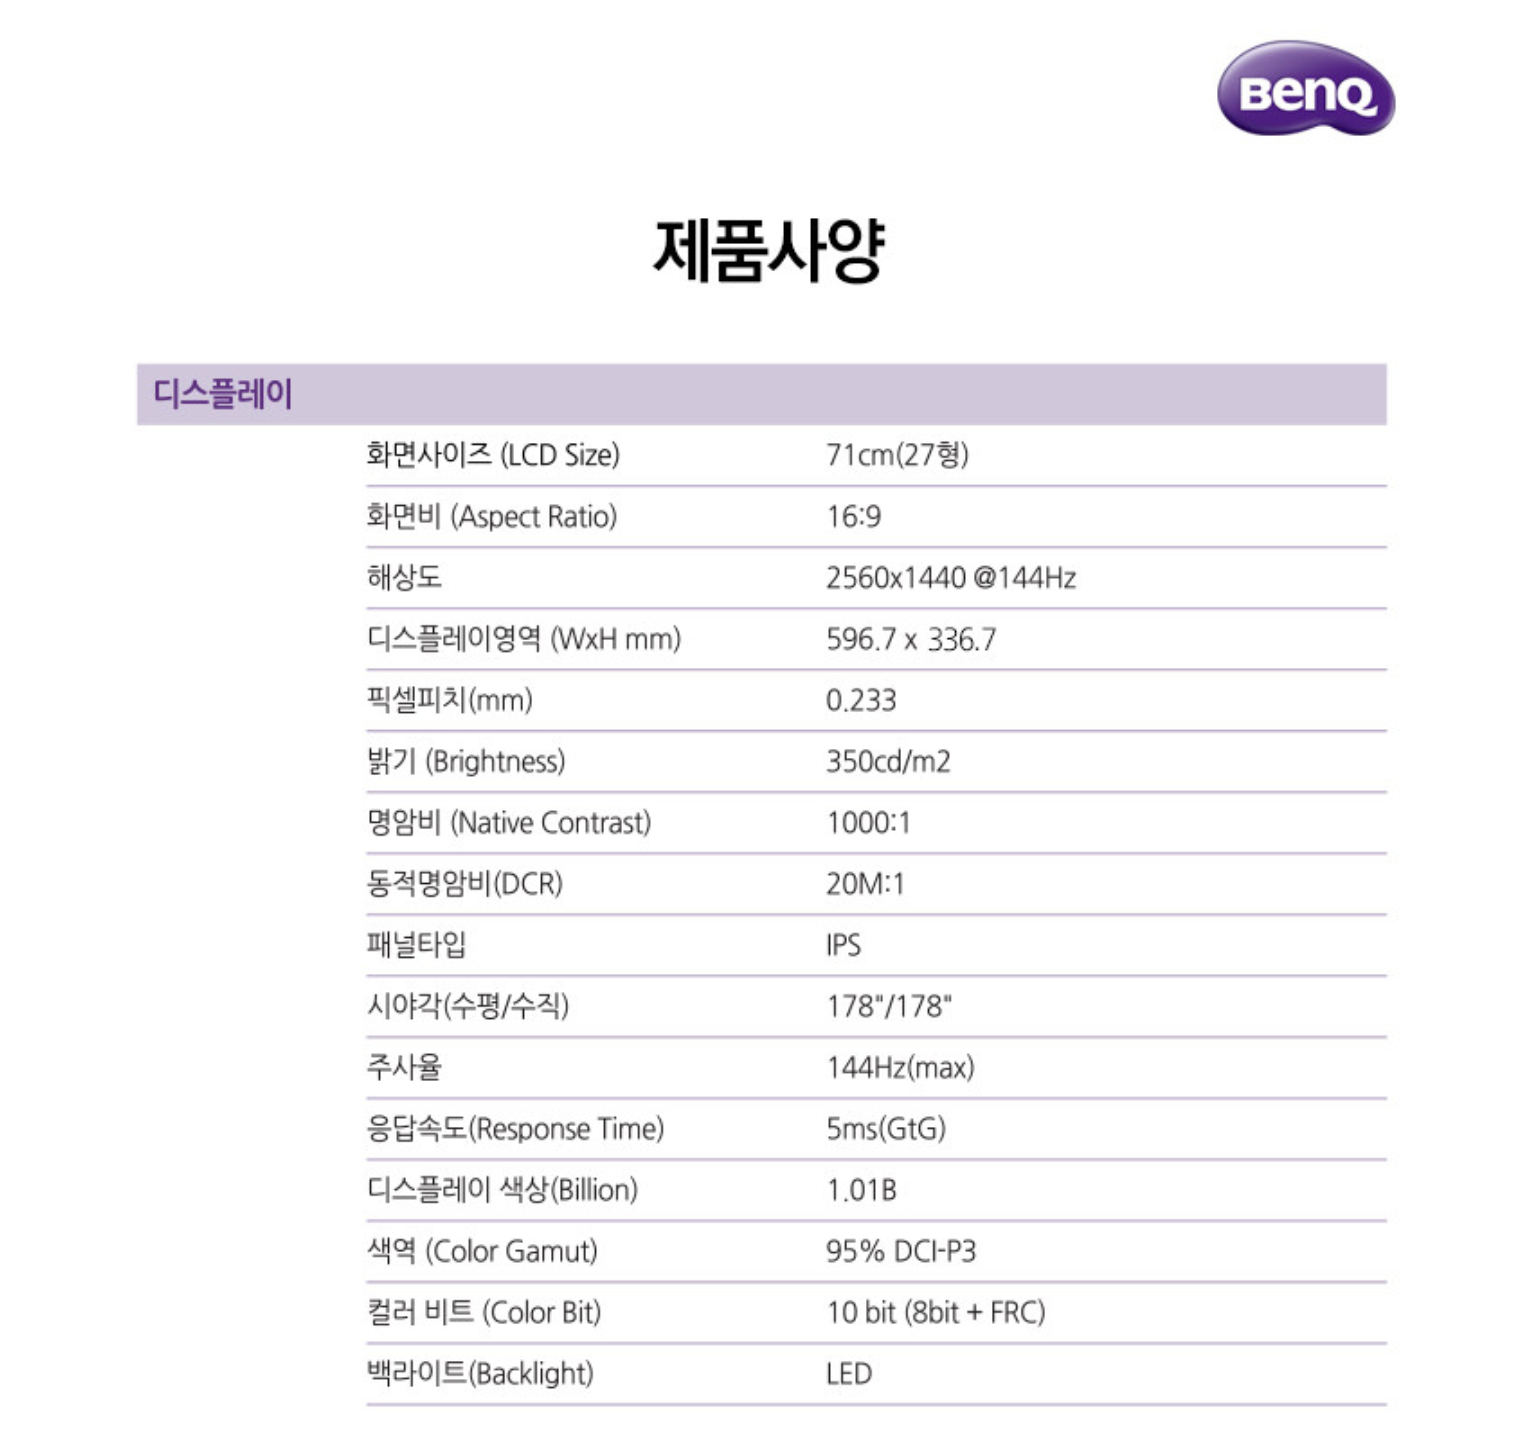 BenQ
제품사양
디스플레이
화면사이즈 (LCD Size) 71cm(27형)
화면비 (Aspect Ratio) 16:9
해상도 2560x1440 @144Hz
디스플레이영역 (WxH mm) 596.7 x 336.7
픽셀피치(mm) 0.233
밝기 (Brightness) 350cd/m2
명암비 (Native Contrast) 1000:1
동적명암비(DCR) 20M:1
패널타입 IPS
시야각(수평/수직) 178"/178"
주사율 144Hz(max)
응답속도(Response Time) 5ms(GtG)
디스플레이 색상(Billion) 1.01B
색역 (Color Gamut) 95% DCI-P3
컬러 비트 (Color Bit) 10 bit (8bit + FRC)
백라이트(Backlight) LED